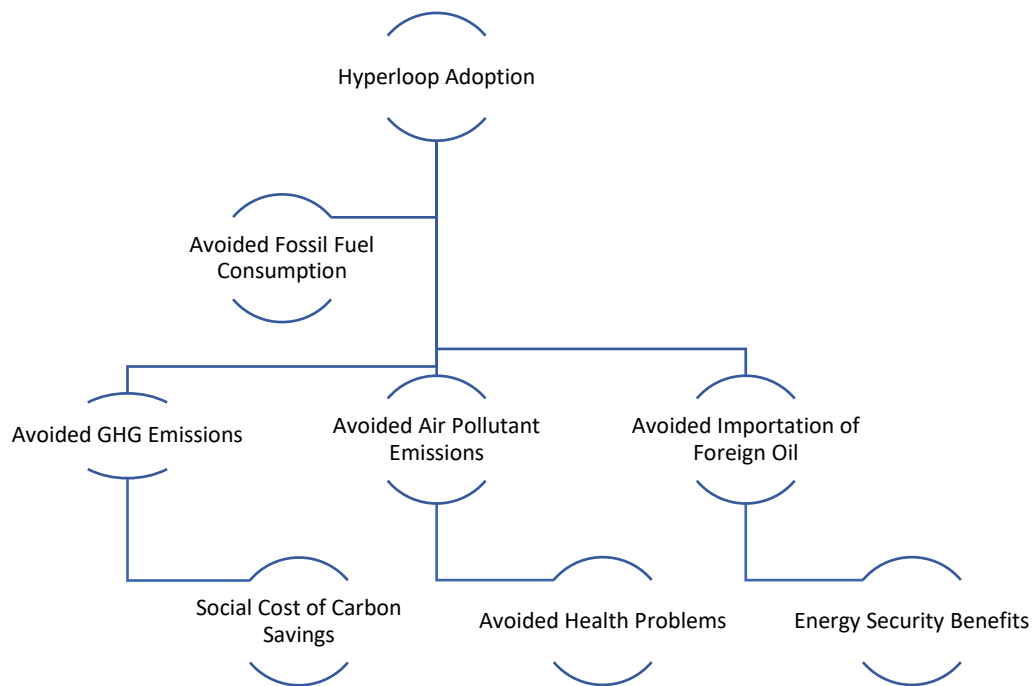 Hyperloop Adoption
Avoided Fossil Fuel
Consumption
Avoided GHG Emissions
Avoided Air Pollutant
Emissions
Avoided Importation of
Foreign Oil
Social Cost of Carbon
Savings
Avoided Health Problems
Energy Security Benefits